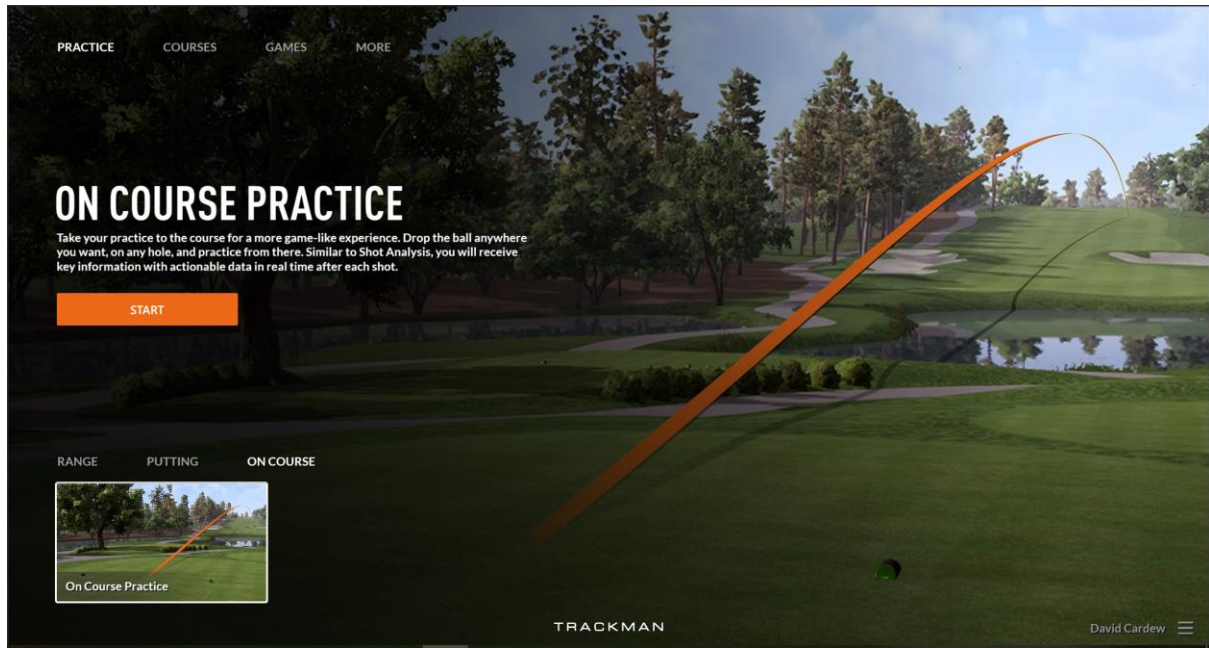 PRACTICE COURSES GAMES MORE
ON COURSE PRACTICE
Take your practice to the course for a more game-like experience. Drop the ball anywhere
you want, on any hole, and practice from there. Similar to Shot Analysis, you will receive
key information with actionable data in real time after each shot.
START
RANGE PUTTING ON COURSE
On Course Practice
TRACKMAN
David Cardew